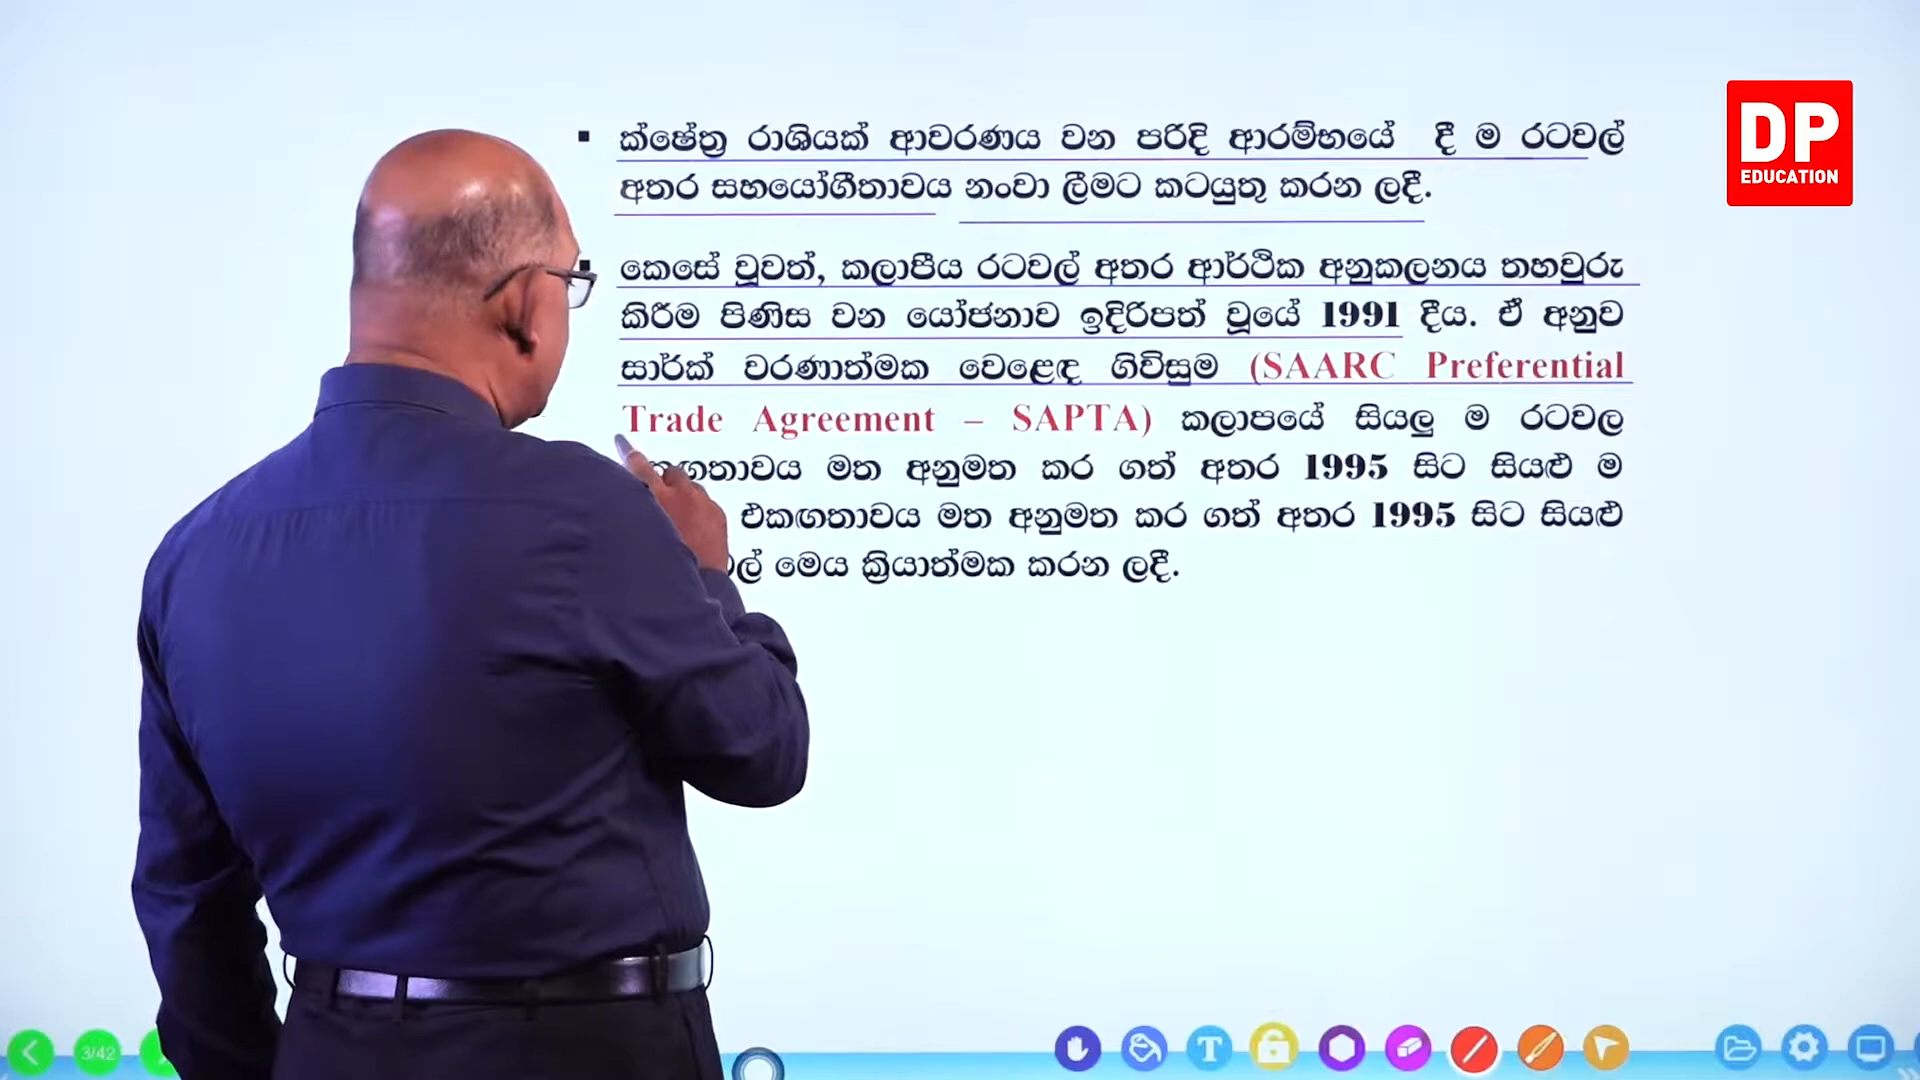 DP
EDUCATION
▪ ක්ෂේත්‍ර රාශියක් ආවරණය වන පරිදි ආරම්භයේ දී ම රටවල්
අතර සහයෝගීතාවය නංවා ලීමට කටයුතු කරන ලදී.
කෙසේ වූවත්, කලාපීය රටවල් අතර ආර්ථික අනුකලනය තහවුරු
කිරීම පිණිස වන යෝජනාව ඉදිරිපත් වූයේ 1991 දීය. ඒ අනුව
සාර්ක් වරණාත්මක වෙළෙඳ ගිවිසුම (SAARC Preferential
Trade Agreement – SAPTA) කලාපයේ සියලු ම රටවල
මත අනුමත කර ගත් අතර 1995 සිට සියළු ම
එකඟතාවය මත අනුමත කර ගත් අතර 1995 සිට සියළු
මෙය ක්‍රියාත්මක කරන ලදී.
3/42